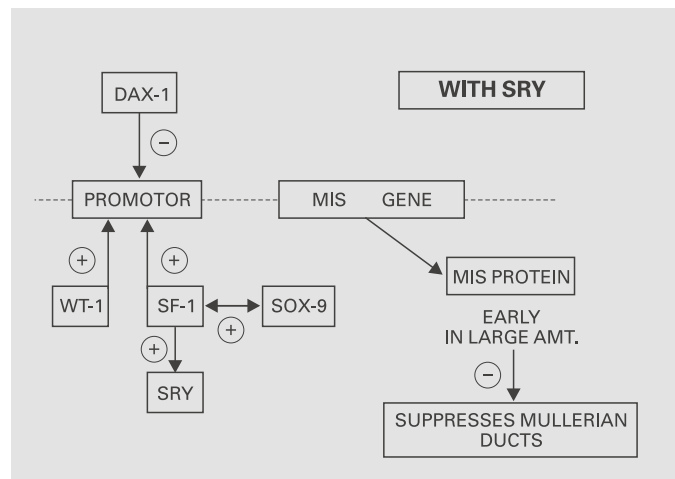 DAX-1
WITH SRY
−
PROMOTOR
MIS GENE
+
+
MIS PROTEIN
WT-1
SF-1
SOX-9
+
EARLY
IN LARGE AMT.
+
−
SRY
SUPPRESSES MULLERIAN
DUCTS